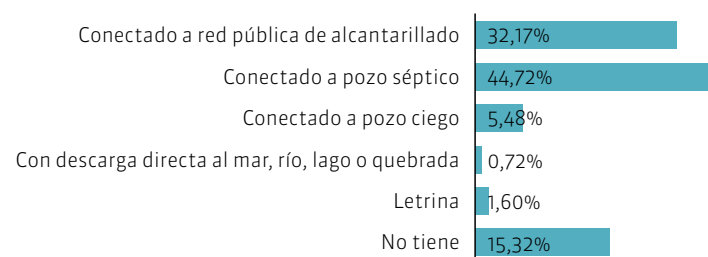 Conectado a red pública de alcantarillado 32,17%
Conectado a pozo séptico 44,72%
Conectado a pozo ciego 5,48%
Con descarga directa al mar, río, lago o quebrada 0,72%
Letrina 1,60%
No tiene 15,32%